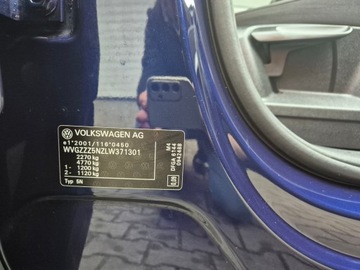 VOLKSWAGEN AG
e1*2001/116*0450
WVGZZZ5NZLW371301
2270 kg
4770 kg
1 - 1200 kg
2 - 1120 kg
Typ 5N